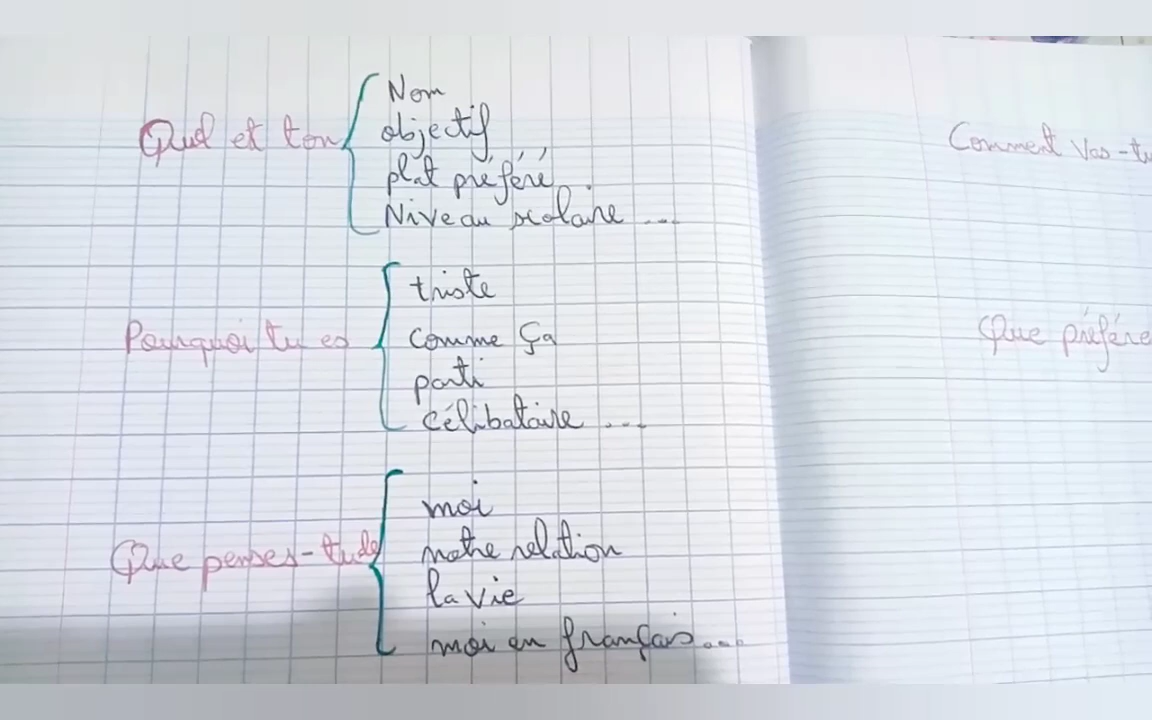 Quel et ton
Nom
objectif
plat préféré
Niveau scolaire ...
Pourquoi tu es
triste
comme ça
parti
célibataire ...
Que penses-tu de
moi
notre relation
la vie
moi en français...
Comment vas-tu
Que préfére